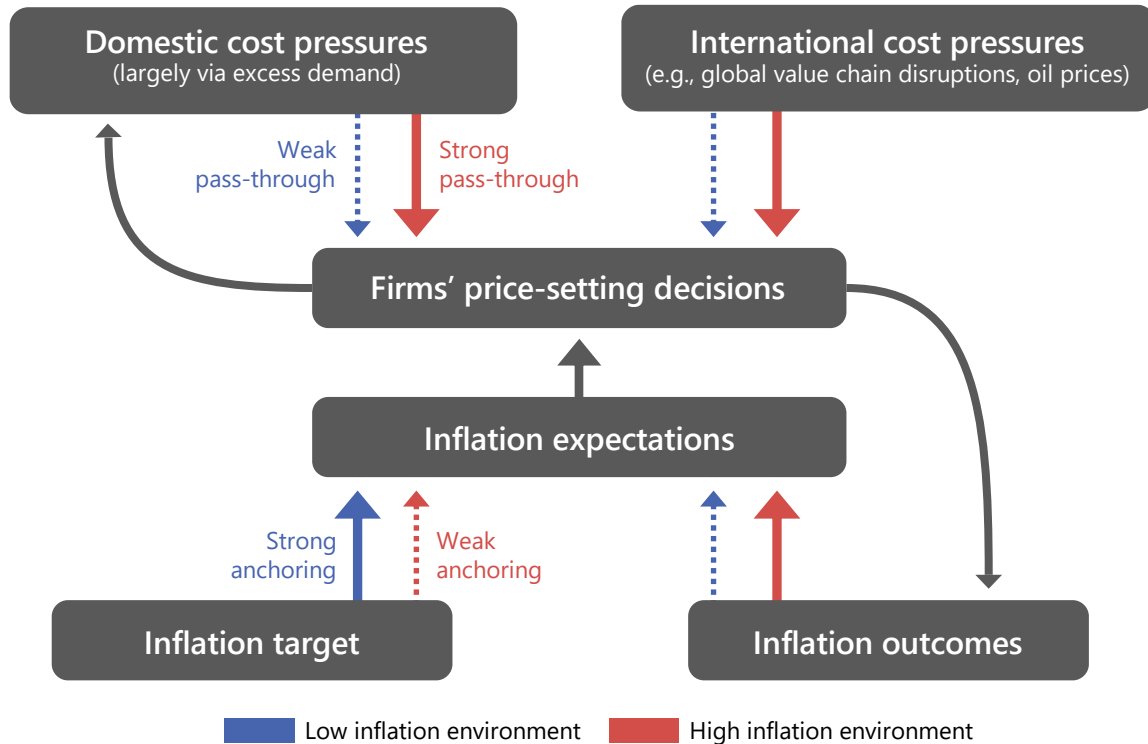 Domestic cost pressures
(largely via excess demand)
International cost pressures
(e.g., global value chain disruptions, oil prices)
Weak
pass-through
Strong
pass-through
Firms’ price-setting decisions
Inflation expectations
Strong
anchoring
Weak
anchoring
Inflation target
Inflation outcomes
Low inflation environment
High inflation environment